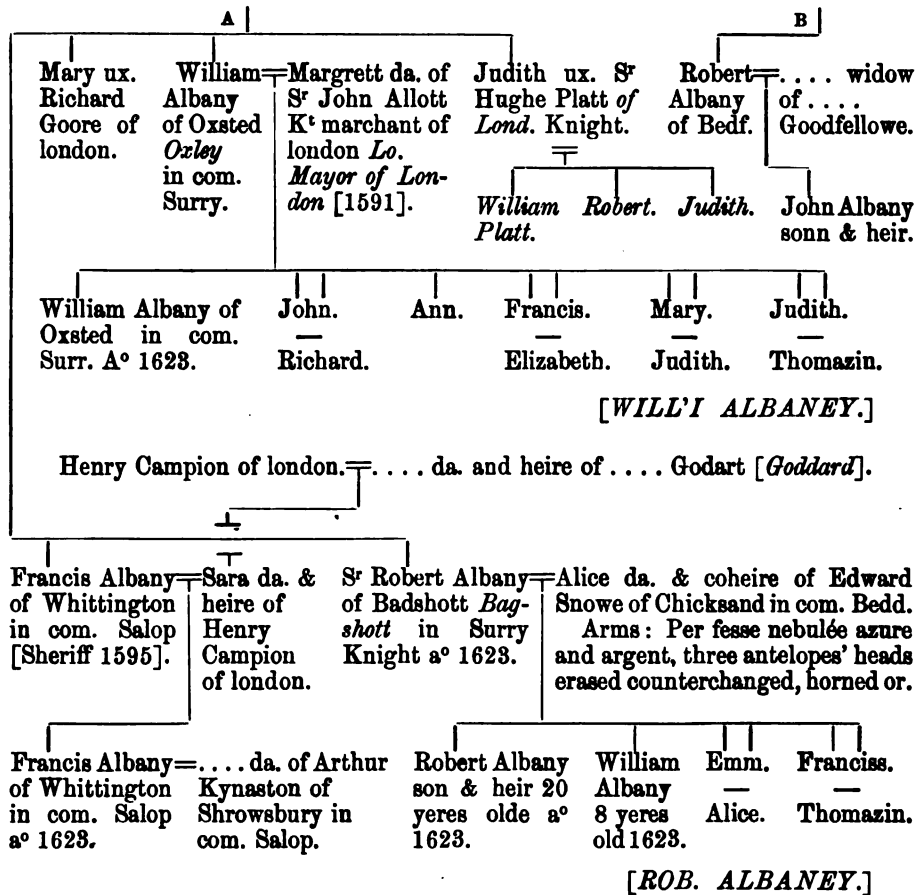 A B
Mary ux.
Richard
Goore of
london.
William=Margrett da. of
Albany
of Oxsted
Oxley
in com.
Surry.
Sʳ John Allott
Kᵗ marchant of
london Lo.
Mayor of Lon-
don [1591].
Judith ux. Sʳ
Hughe Platt of
Lond. Knight.
William
Platt.
Robert.
Judith.
Robert=. . . . widow
Albany
of Bedf.
of . . . .
Goodfellowe.
John Albany
sonn & heir.
William Albany of
Oxsted in com.
Surr. Aº 1623.
John.
—
Richard.
Ann.
Francis.
—
Elizabeth.
Mary.
—
Judith.
Judith.
—
Thomazin.
[WILL'I ALBANEY.]
Henry Campion of london.=. . . . da. and heire of . . . . Godart [Goddard].
Francis Albany=Sara da. &
of Whittington
in com. Salop
[Sheriff 1595].
heire of
Henry
Campion
of london.
Sʳ Robert Albany=Alice da. & coheire of Edward
of Badshott Bag-
shott in Surry
Knight aº 1623.
Snowe of Chicksand in com. Bedd.
Arms : Per fesse nebulée azure
and argent, three antelopes' heads
erased counterchanged, horned or.
Francis Albany=. . . . da. of Arthur
of Whittington
in com. Salop
aº 1623.
Kynaston of
Shrowsbury in
com. Salop.
Robert Albany
son & heir 20
yeres olde aº
1623.
William
Albany
8 yeres
old 1623.
Emm.
—
Alice.
Franciss.
—
Thomazin.
[ROB. ALBANEY.]